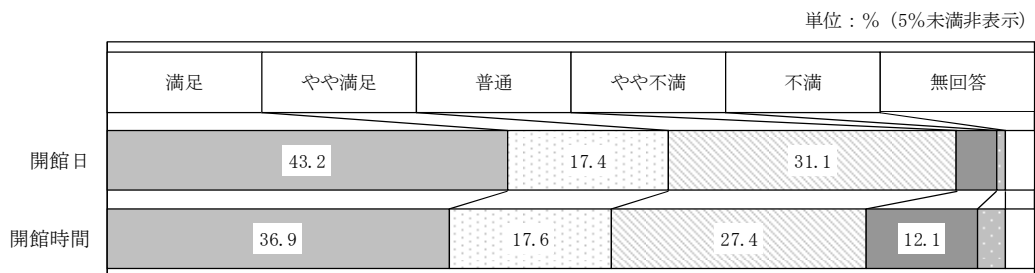 単位：％（5％未満非表示）
満足 やや満足 普通 やや不満 不満 無回答
開館日 43.2 17.4 31.1
開館時間 36.9 17.6 27.4 12.1